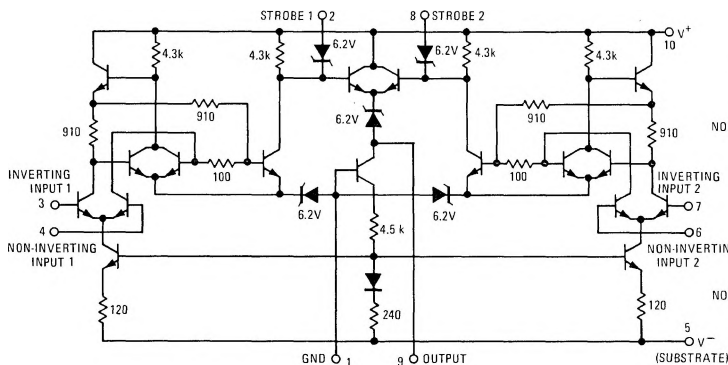 STROBE 1 2
8 STROBE 2
V+
10
4.3k
4.3k
6.2V
6.2V
4.3k
4.3k
910
910
6.2V
910
910
NO
100
100
INVERTING
INPUT 1
3
4
NON-INVERTING
INPUT 1
6.2V
6.2V
4.5 k
INVERTING
INPUT 2
7
6
NON-INVERTIN
INPUT 2
120
240
120
NO
5
V−
(SUBSTRATE)
GND 1
9 OUTPUT